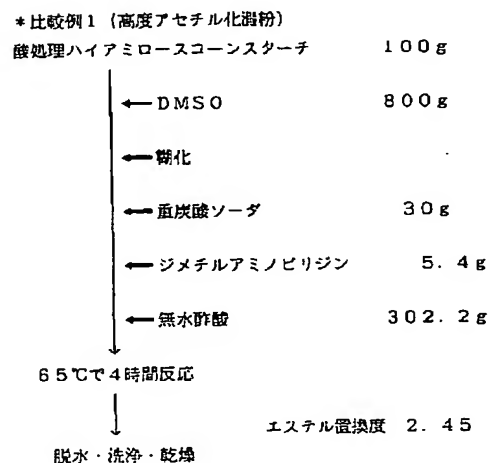 *比較例1（高度アセチル化澱粉）
酸処理ハイアミロースコーンスターチ 100g
DMSO 800g
糊化
重炭酸ソーダ 30g
ジメチルアミノピリジン 5.4g
無水酢酸 302.2g
65℃で4時間反応
エステル置換度 2.45
脱水・洗浄・乾燥